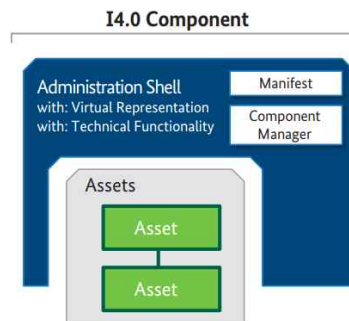 I4.0 Component
Administration Shell
with: Virtual Representation
with: Technical Functionality
Manifest
Component
Manager
Assets
Asset
Asset